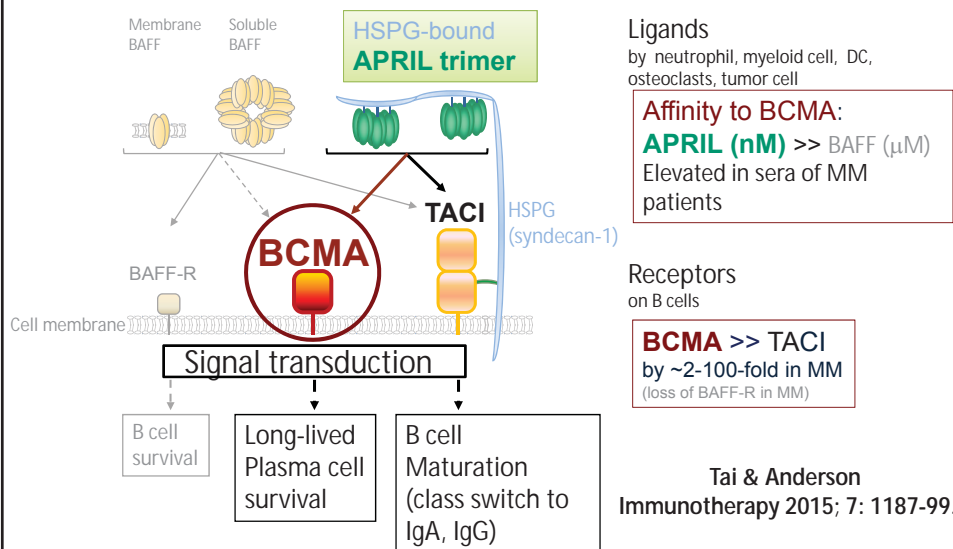 Membrane
BAFF
Soluble
BAFF
HSPG-bound
APRIL trimer
TACI
HSPG
(syndecan-1)
BCMA
BAFF-R
Cell membrane
Signal transduction
B cell
survival
Long-lived
Plasma cell
survival
B cell
Maturation
(class switch to
IgA, IgG)
Ligands
by neutrophil, myeloid cell, DC,
osteoclasts, tumor cell
Affinity to BCMA:
APRIL (nM) >> BAFF (μM)
Elevated in sera of MM
patients
Receptors
on B cells
BCMA >> TACI
by ~2-100-fold in MM
(loss of BAFF-R in MM)
Tai & Anderson
Immunotherapy 2015; 7: 1187-99.